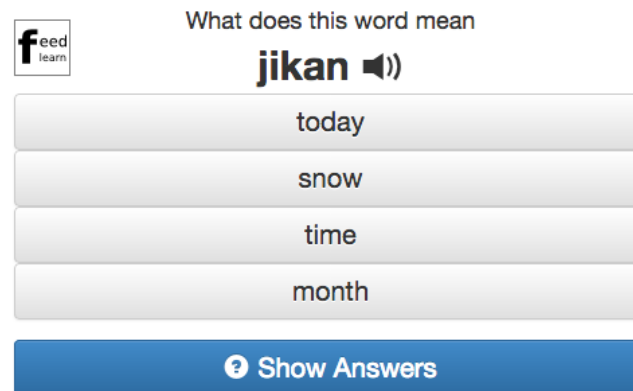 feed
learn
What does this word mean
jikan
today
snow
time
month
Show Answers